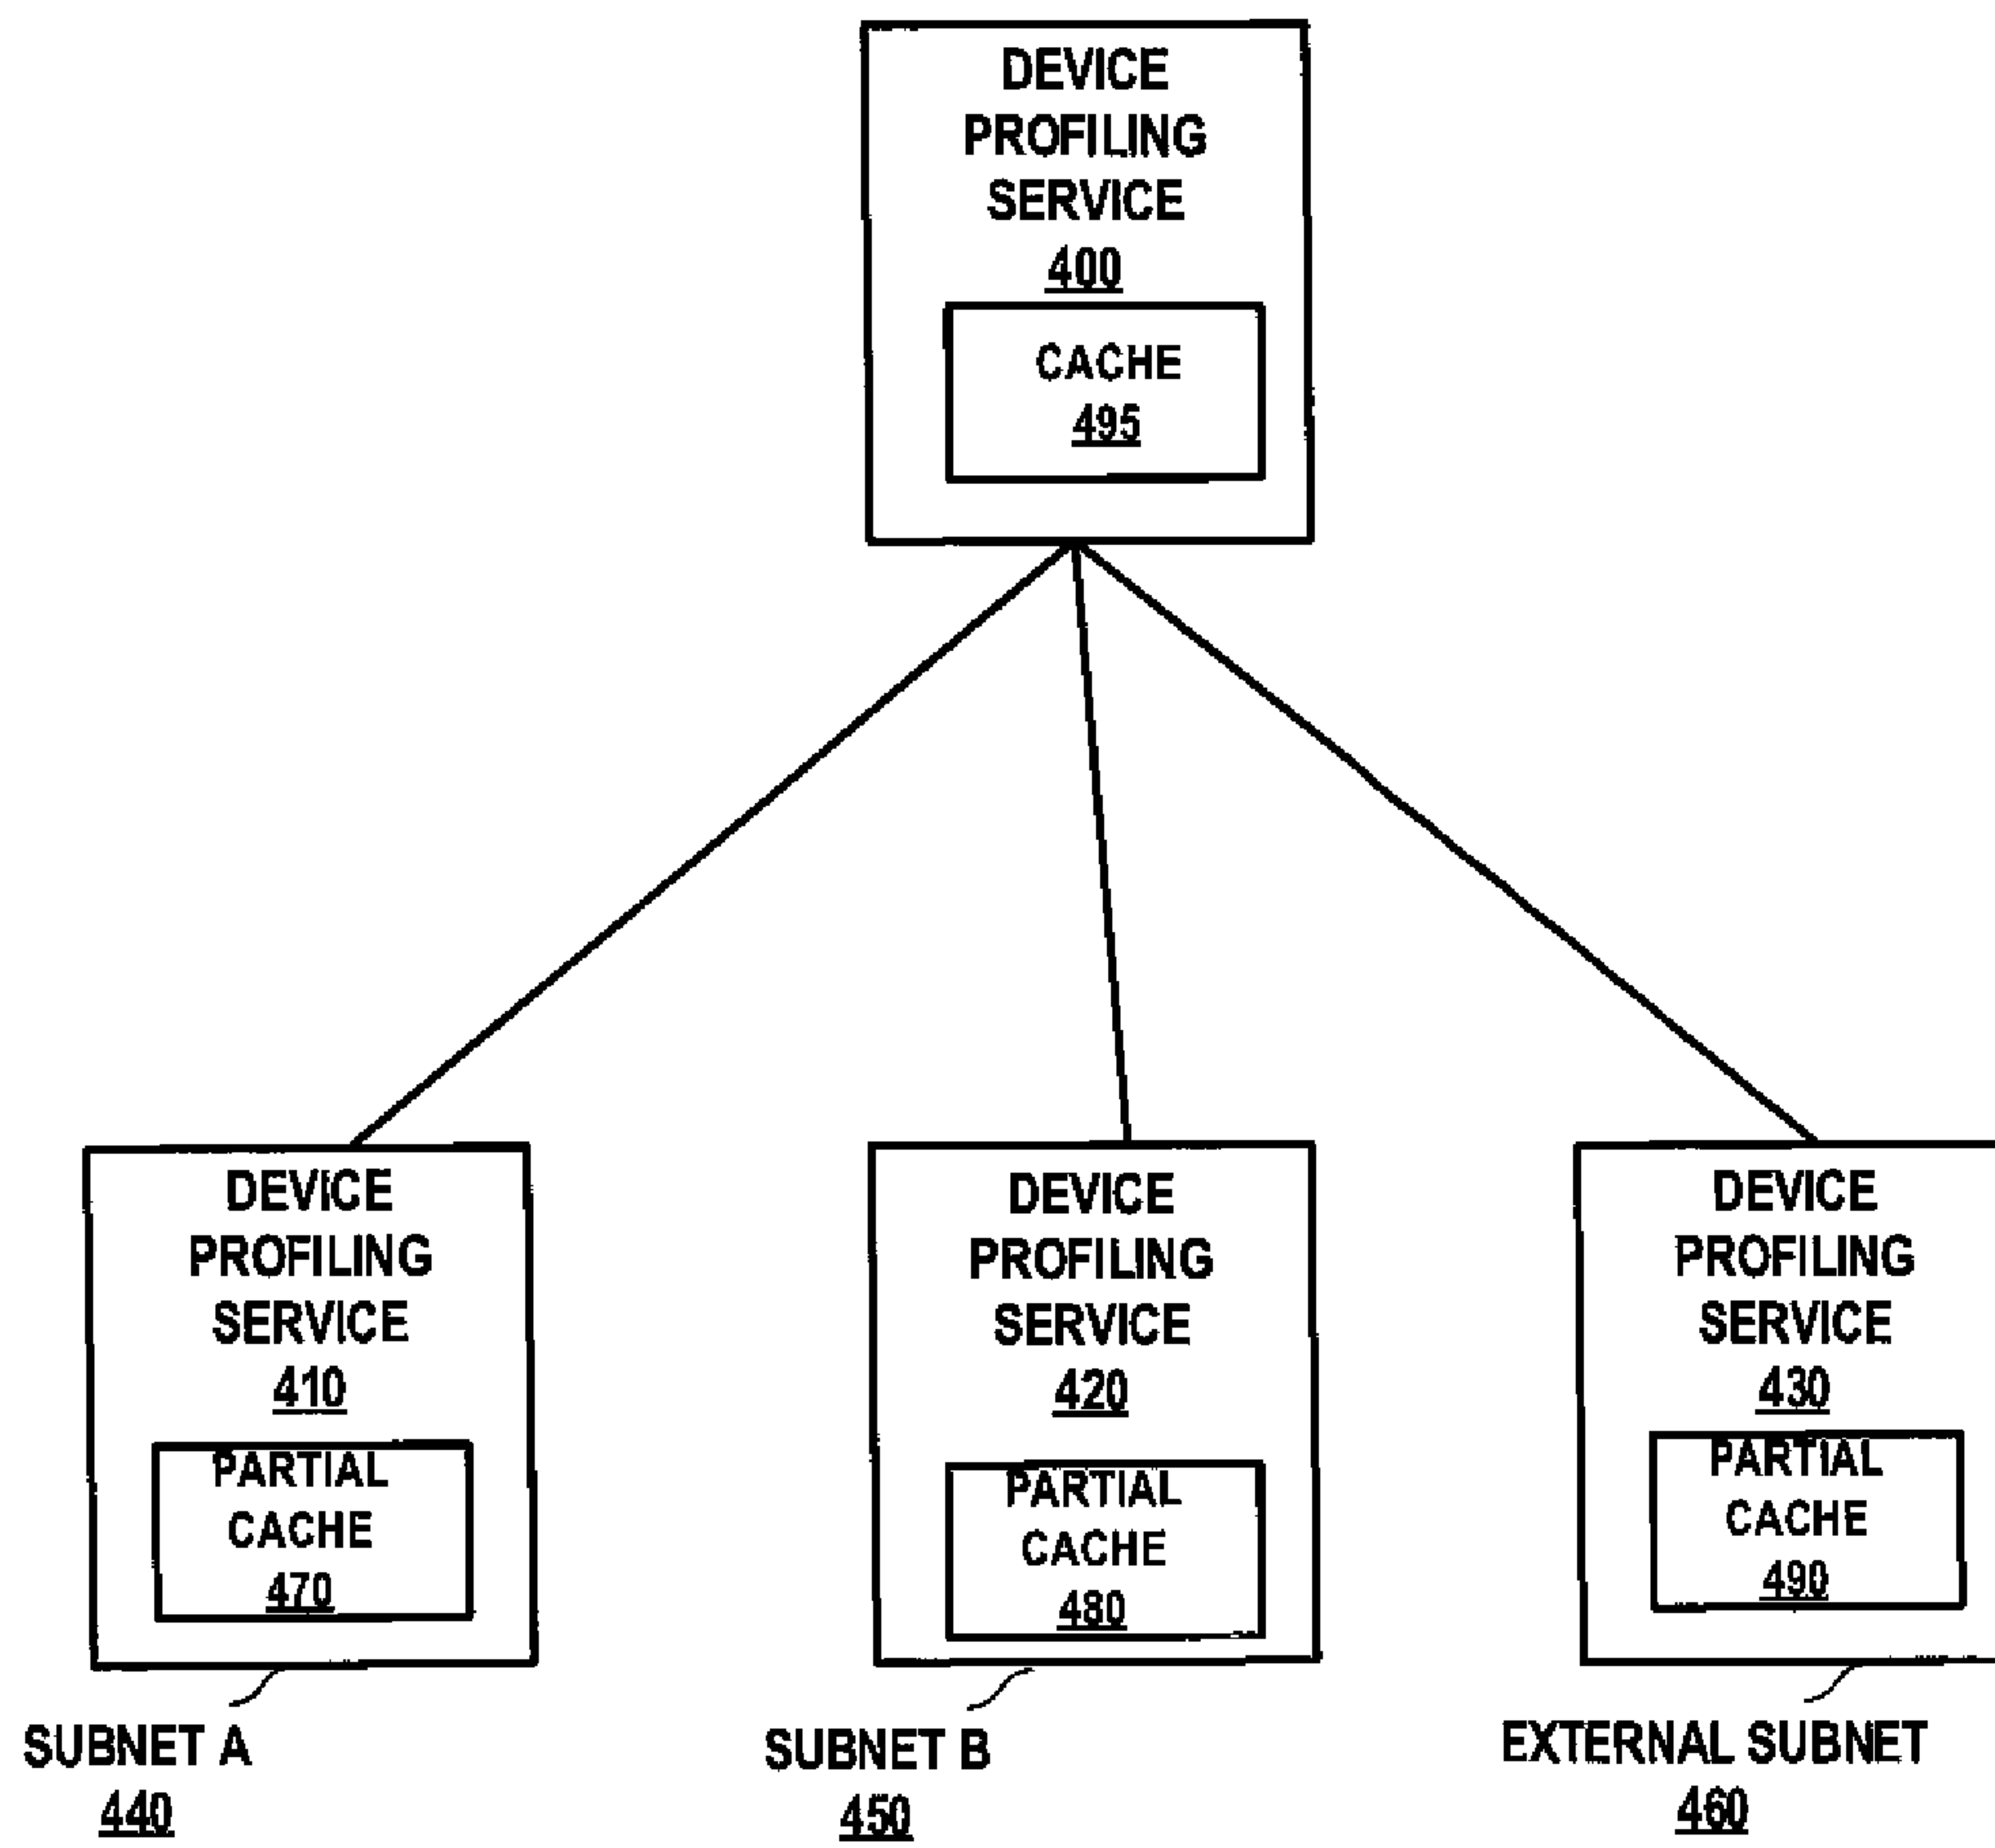 DEVICE
PROFILING
SERVICE
400
CACHE
495
DEVICE
PROFILING
SERVICE
410
PARTIAL
CACHE
470
SUBNET A
440
DEVICE
PROFILING
SERVICE
420
PARTIAL
CACHE
480
SUBNET B
450
DEVICE
PROFILING
SERVICE
430
PARTIAL
CACHE
490
EXTERNAL SUBNET
460